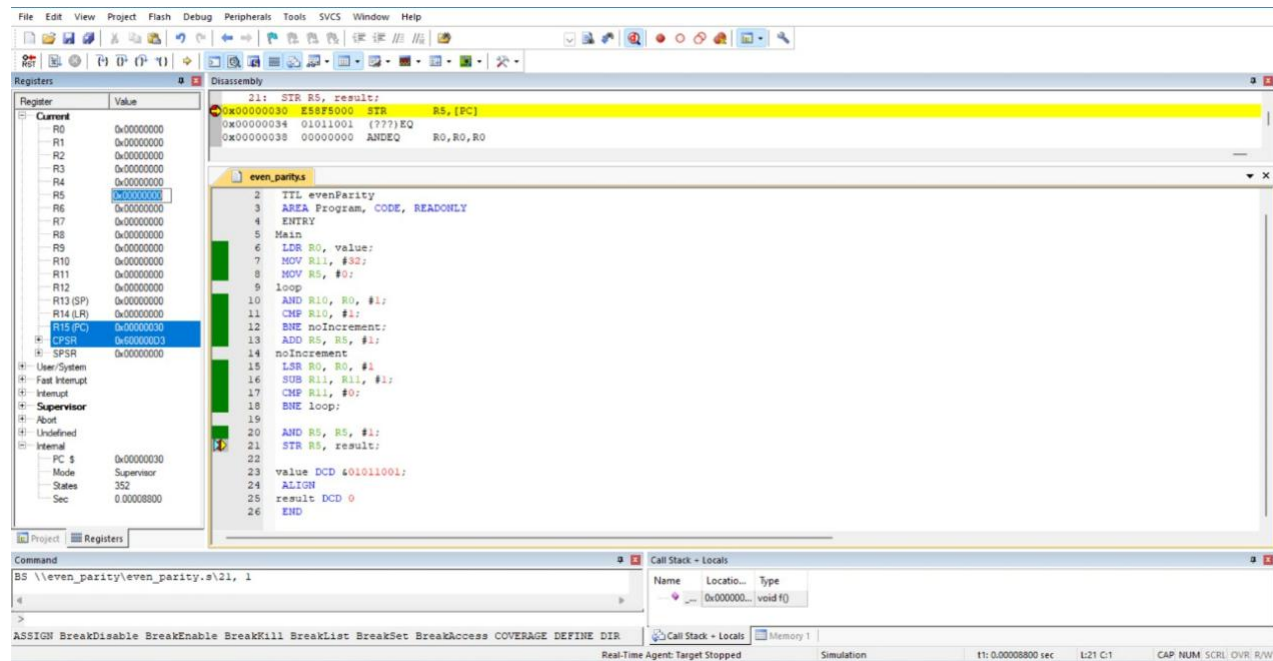 File Edit View Project Flash Debug Peripherals Tools SVCS Window Help
Registers
Register Value
Current
R0 0x00000000
R1 0x00000000
R2 0x00000000
R3 0x00000000
R4 0x00000000
R5 0x00000000
R6 0x00000000
R7 0x00000000
R8 0x00000000
R9 0x00000000
R10 0x00000000
R11 0x00000000
R12 0x00000000
R13 (SP) 0x00000000
R14 (LR) 0x00000000
R15 (PC) 0x00000030
CPSR 0x600000D3
SPSR 0x00000000
User/System
Fast Interrupt
Interrupt
Supervisor
Abort
Undefined
Internal
PC $ 0x00000030
Mode Supervisor
States 352
Sec 0.00008800
Project Registers
Disassembly
21: STR R5, result;
0x00000030 E58F5000 STR R5,[PC]
0x00000034 01011001 (???)EQ
0x00000038 00000000 ANDEQ R0,R0,R0
even_parity.s
2 TTL evenParity
3 AREA Program, CODE, READONLY
4 ENTRY
5 Main
6 LDR R0, value;
7 MOV R11, #32;
8 MOV R5, #0;
9 loop
10 AND R10, R0, #1;
11 CMP R10, #1;
12 BNE noIncrement;
13 ADD R5, R5, #1;
14 noIncrement
15 LSR R0, R0, #1
16 SUB R11, R11, #1;
17 CMP R11, #0;
18 BNE loop;
19
20 AND R5, R5, #1;
21 STR R5, result;
22
23 value DCD &01011001;
24 ALIGN
25 result DCD 0
26 END
Command
BS \\even_parity\even_parity.s\21, 1
>
ASSIGN BreakDisable BreakEnable BreakKill BreakList BreakSet BreakAccess COVERAGE DEFINE DIR
Call Stack + Locals
Name Locatio... Type
_... 0x000000... void f()
Call Stack + Locals Memory 1
Real-Time Agent: Target Stopped Simulation t1: 0.00008800 sec L:21 C:1 CAP NUM SCRL OVR R/W